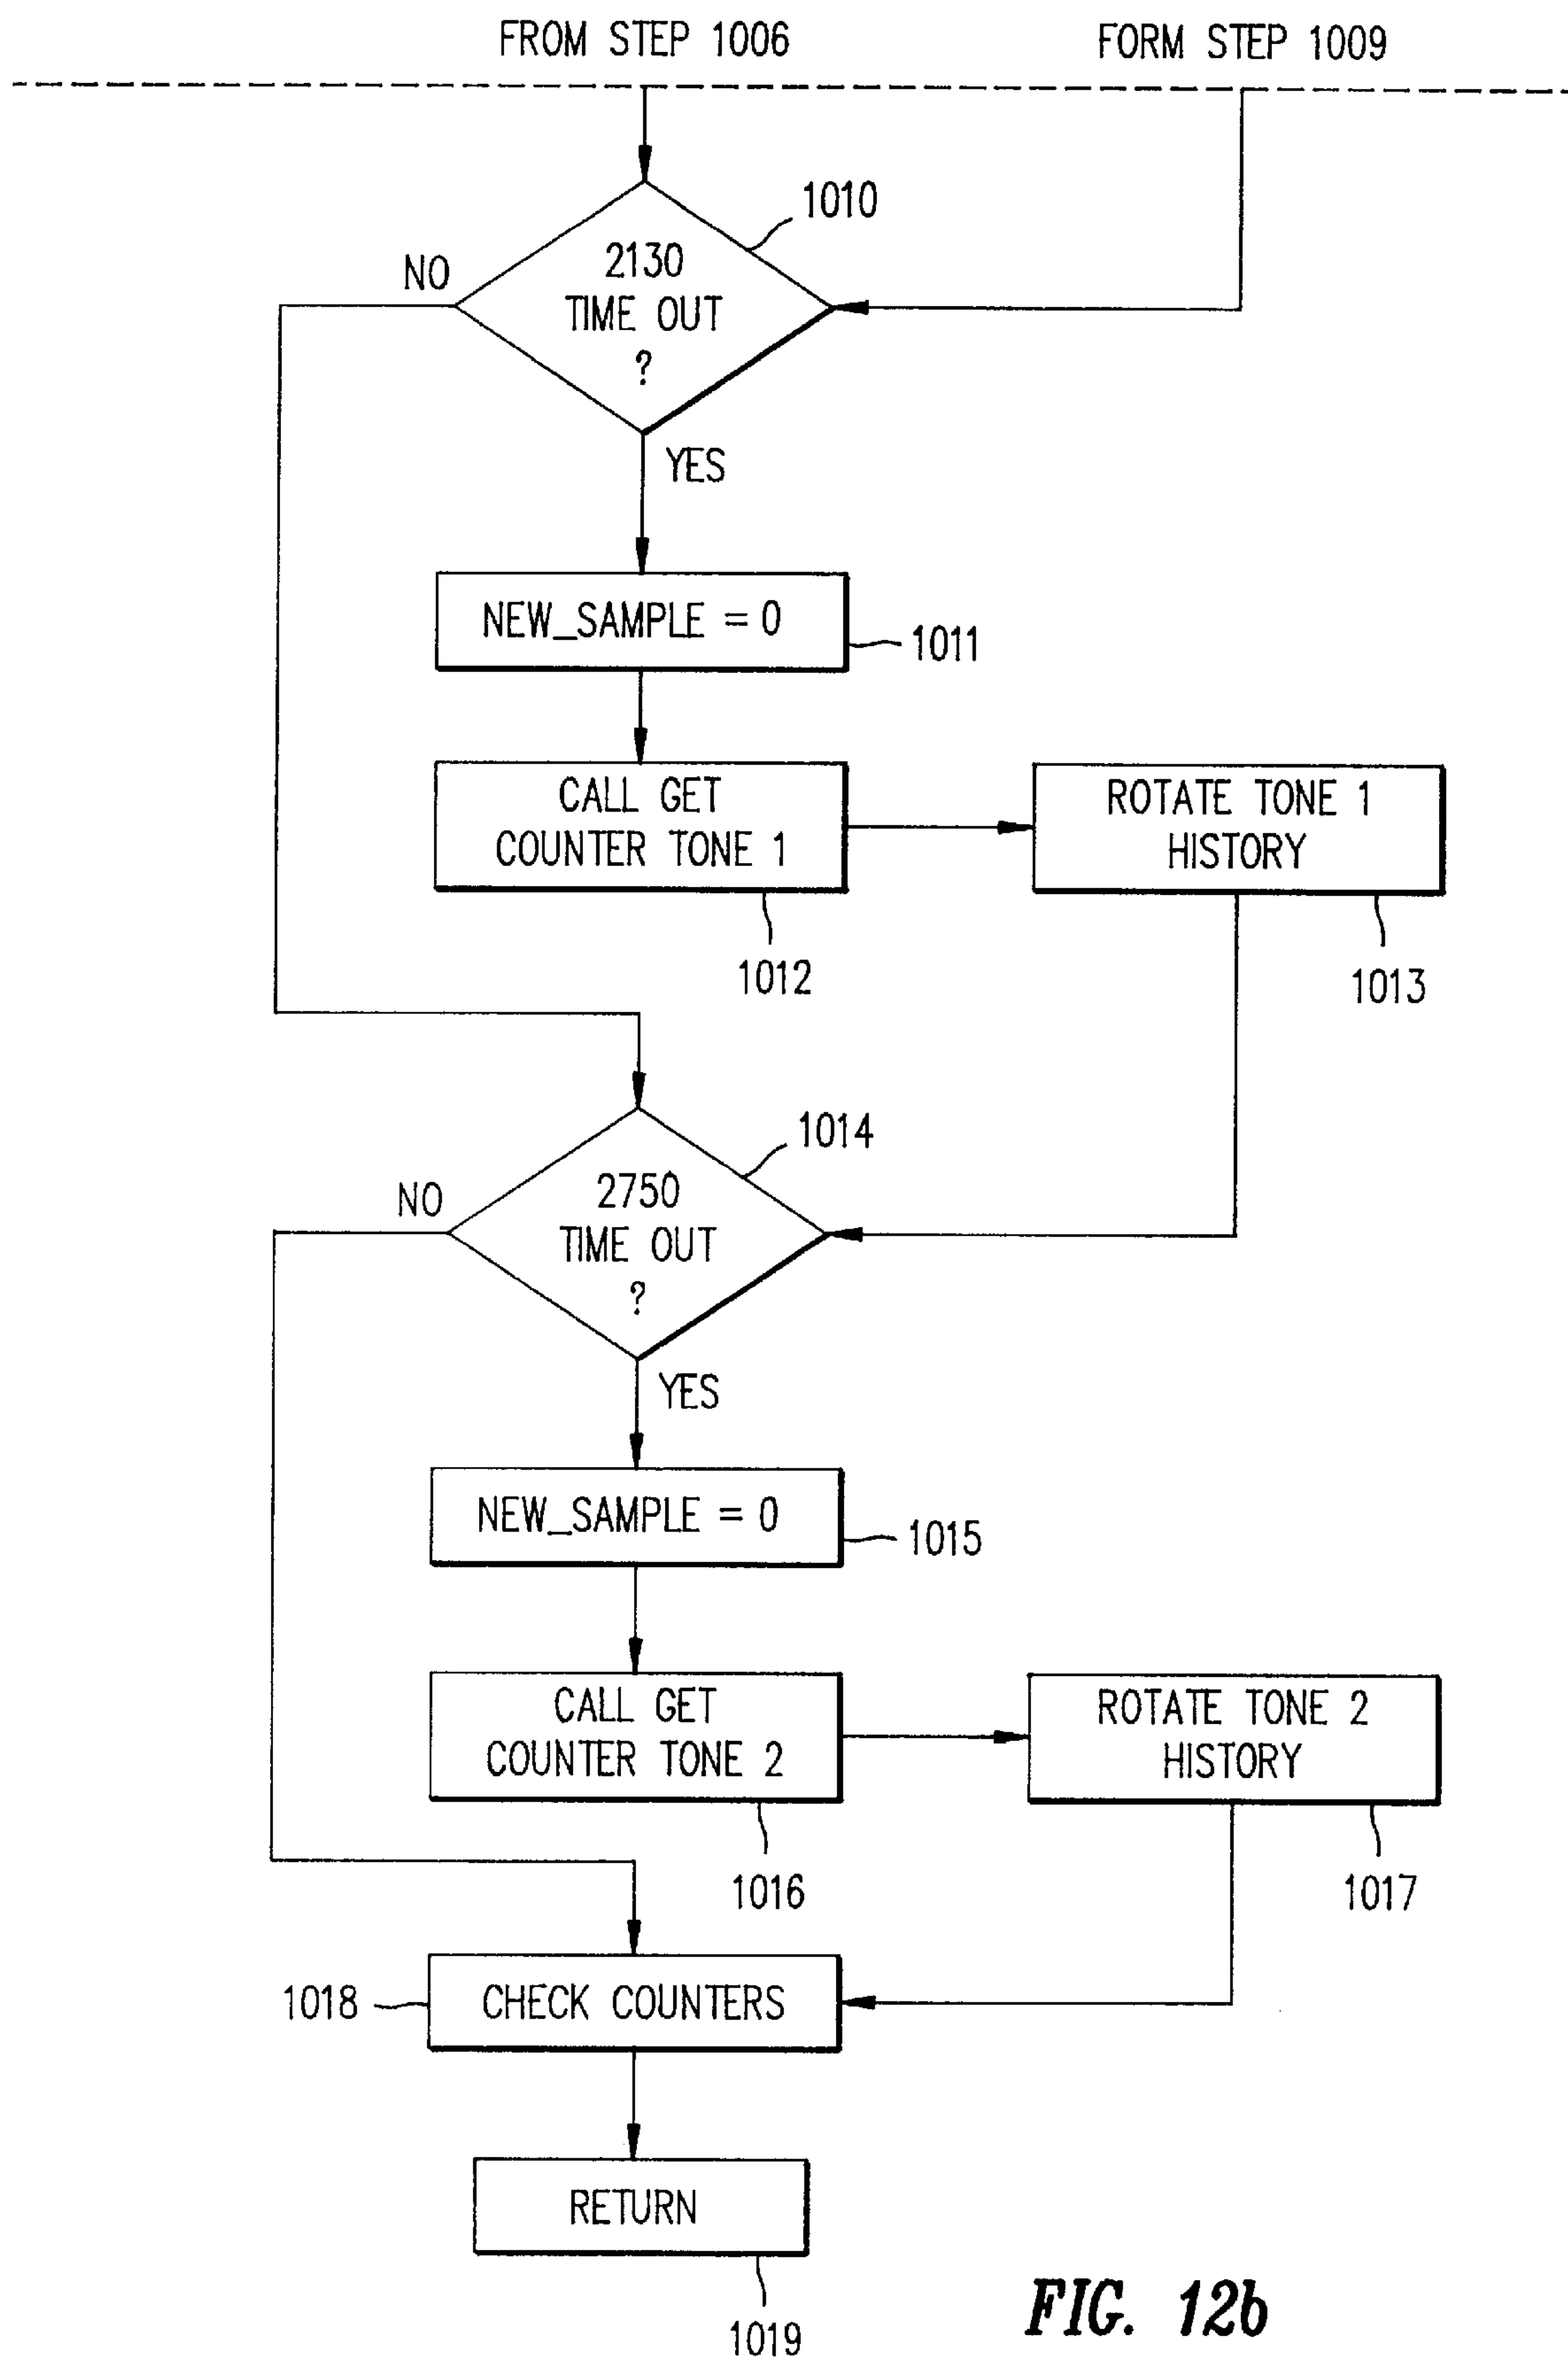 FROM STEP 1006
FORM STEP 1009
1010
NO
2130
TIME OUT
?
YES
NEW_SAMPLE = 0
1011
CALL GET
COUNTER TONE 1
ROTATE TONE 1
HISTORY
1012
1013
1014
NO
2750
TIME OUT
?
YES
NEW_SAMPLE = 0
1015
CALL GET
COUNTER TONE 2
ROTATE TONE 2
HISTORY
1016
1017
1018
CHECK COUNTERS
RETURN
1019
FIG. 12b